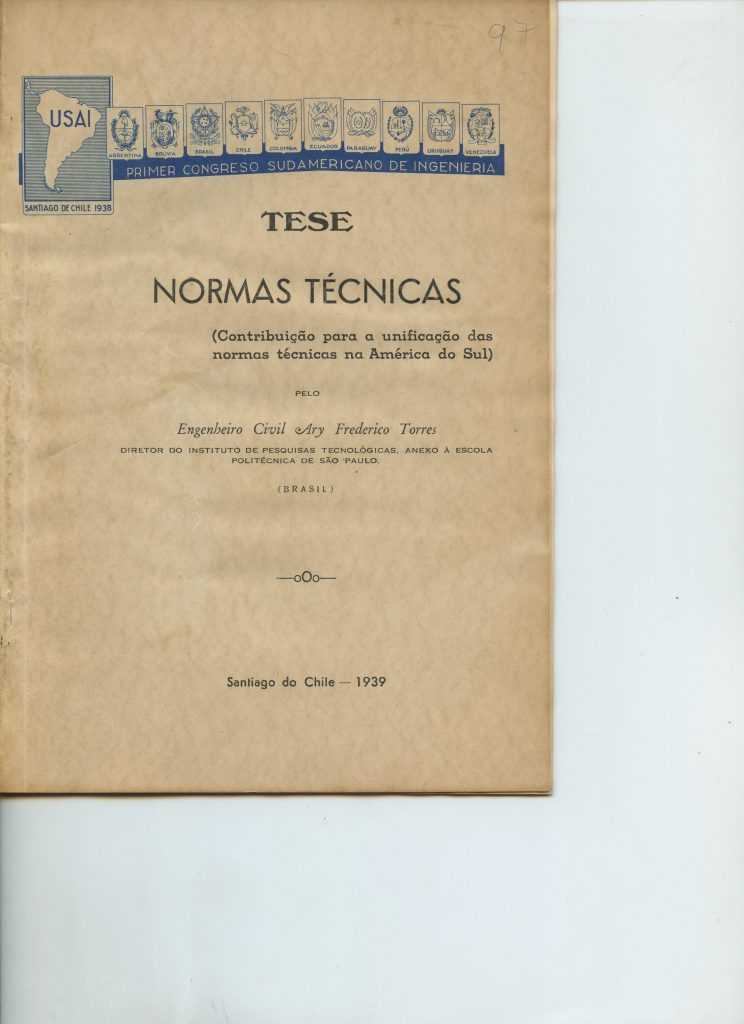 97
USAI
SANTIAGO DE CHILE 1938
ARGENTINA
BOLIVIA
BRASIL
CHILE
COLOMBIA
ECUADOR
PARAGUAY
PERÚ
URUGUAY
VENEZUELA
PRIMER CONGRESO SUDAMERICANO DE INGENIERIA
TESE
NORMAS TÉCNICAS
(Contribuição para a unificação das
normas técnicas na América do Sul)
PELO
Engenheiro Civil Ary Frederico Torres
DIRETOR DO INSTITUTO DE PESQUISAS TECNOLÓGICAS, ANEXO À ESCOLA
POLITÉCNICA DE SÃO PAULO.
(BRASIL)
—oOo—
Santiago do Chile — 1939